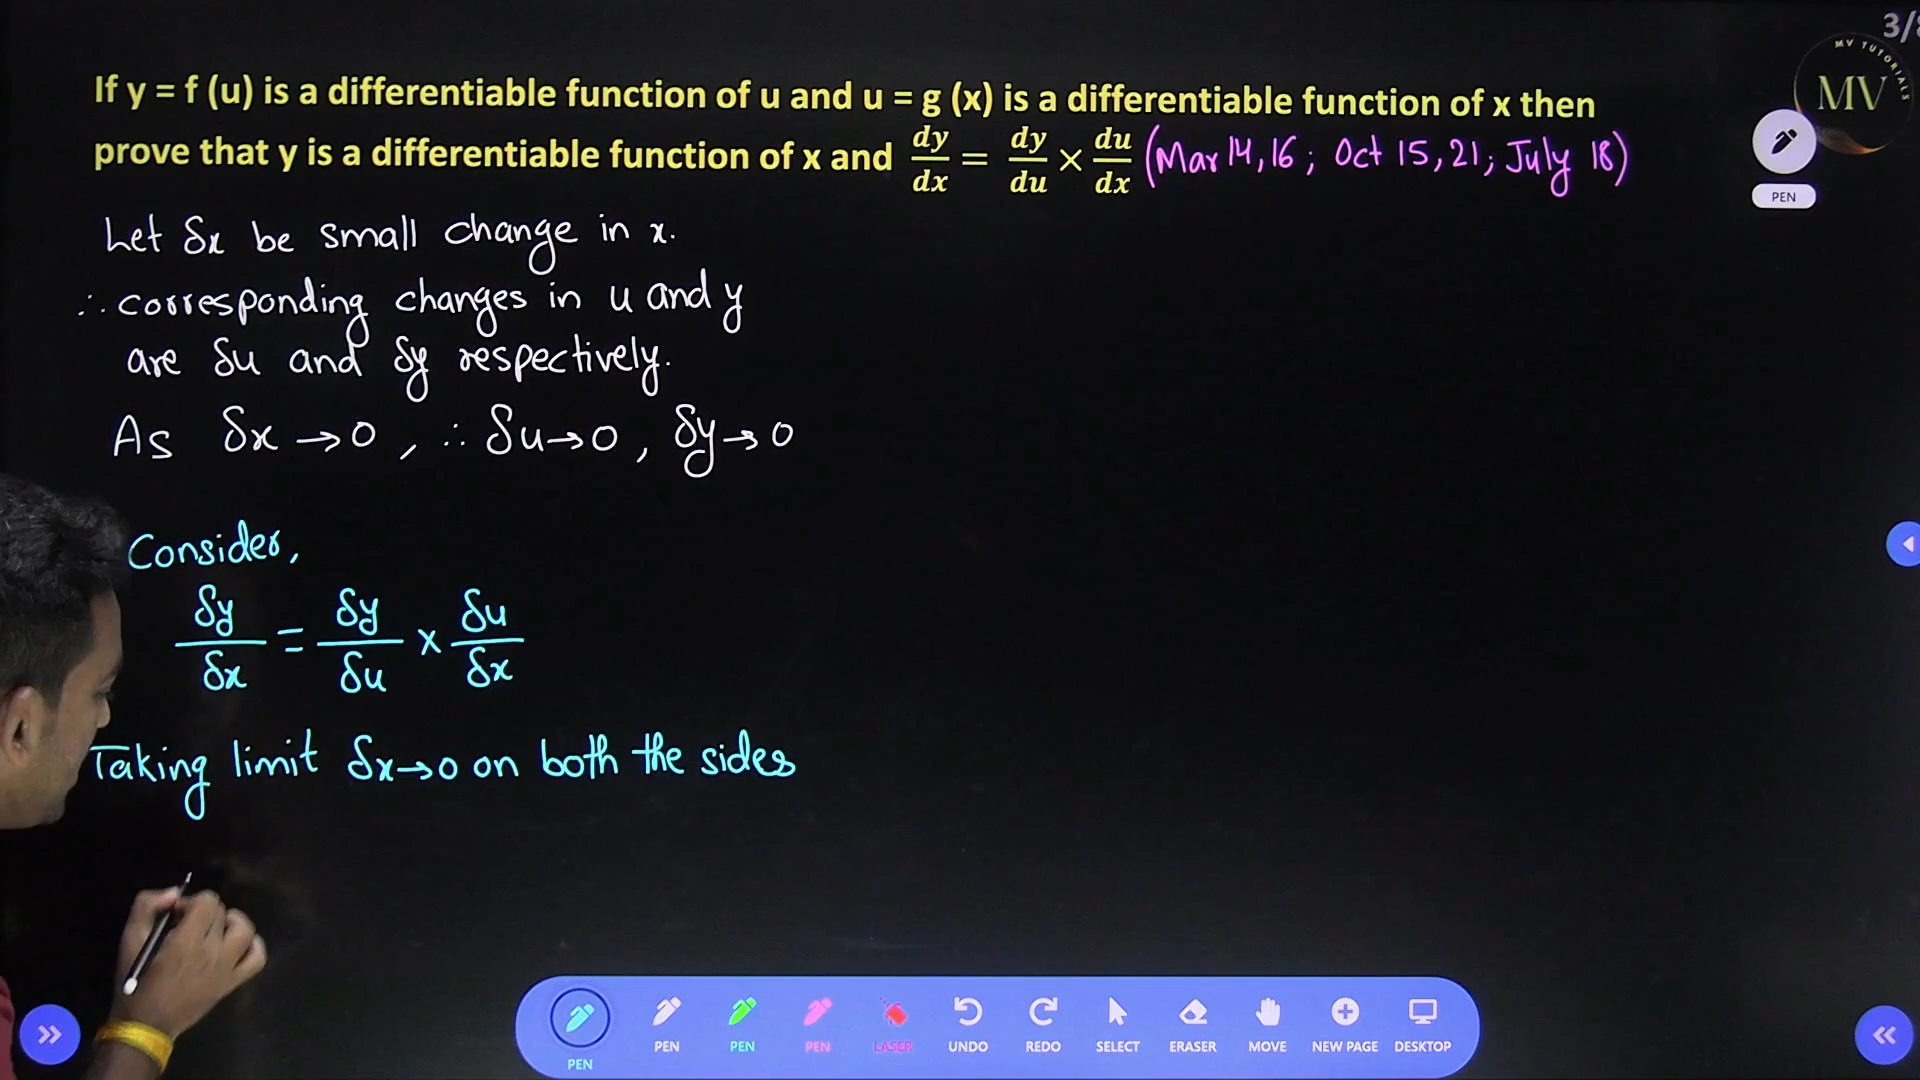 3/8
MV TUTORIALS
MV
If y = f (u) is a differentiable function of u and u = g (x) is a differentiable function of x then
prove that y is a differentiable function of x and dy/dx = dy/du × du/dx (Mar 14, 16 ; Oct 15, 21 ; July 18)
PEN
Let δx be small change in x.
∴ corresponding changes in u and y
are δu and δy respectively.
As δx → 0 , ∴ δu → 0 , δy → 0
Consider,
δy/δx = δy/δu × δu/δx
Taking limit δx → 0 on both the sides
PEN PEN PEN PEN LASER UNDO REDO SELECT ERASER MOVE NEW PAGE DESKTOP